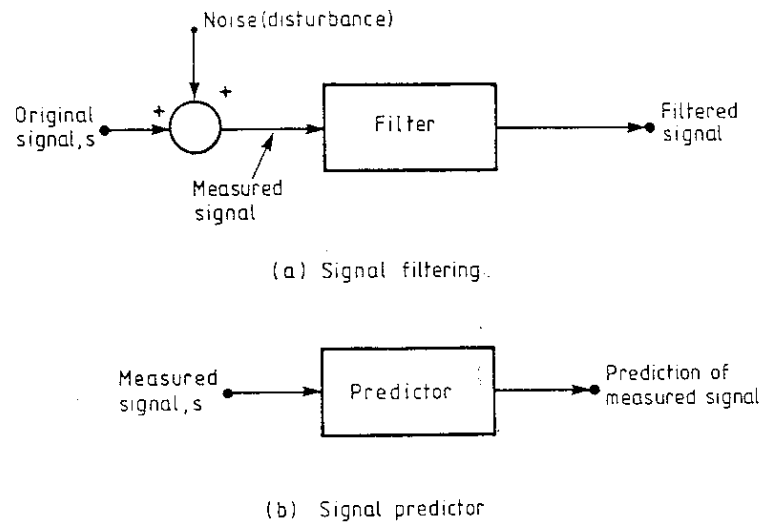 Noise(disturbance)
+
+
Original
signal,s
Filter
Filtered
signal
Measured
signal
(a) Signal filtering.
Measured
signal,s
Predictor
Prediction of
measured signal
(b) Signal predictor